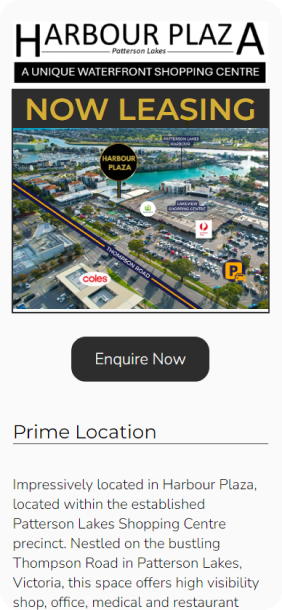 HARBOUR PLAZA
Patterson Lakes
A UNIQUE WATERFRONT SHOPPING CENTRE
NOW LEASING
PATTERSON LAKES
HARBOUR
HARBOUR
PLAZA
LAKEVIEW
SHOPPING CENTRE
THOMPSON ROAD
P
coles
Enquire Now
Prime Location
Impressively located in Harbour Plaza,
located within the established
Patterson Lakes Shopping Centre
precinct. Nestled on the bustling
Thompson Road in Patterson Lakes,
Victoria, this space offers high visibility
shop, office, medical and restaurant